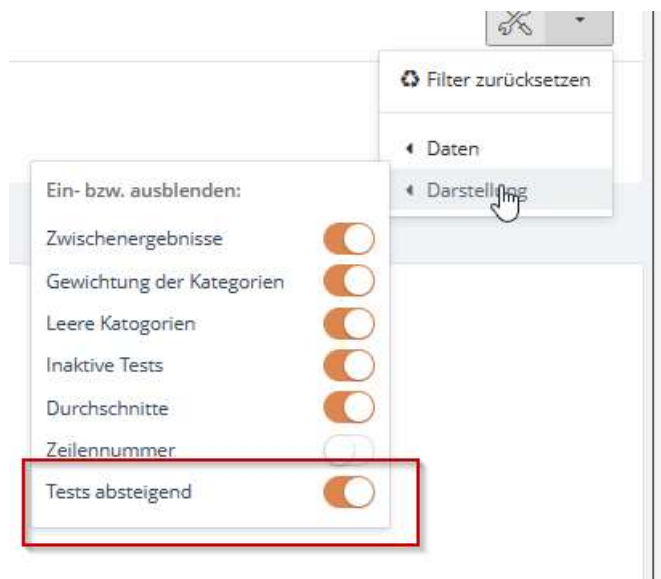 Filter zurücksetzen
Daten
Darstellung
Ein- bzw. ausblenden:
Zwischenergebnisse
Gewichtung der Kategorien
Leere Katogorien
Inaktive Tests
Durchschnitte
Zeilennummer
Tests absteigend